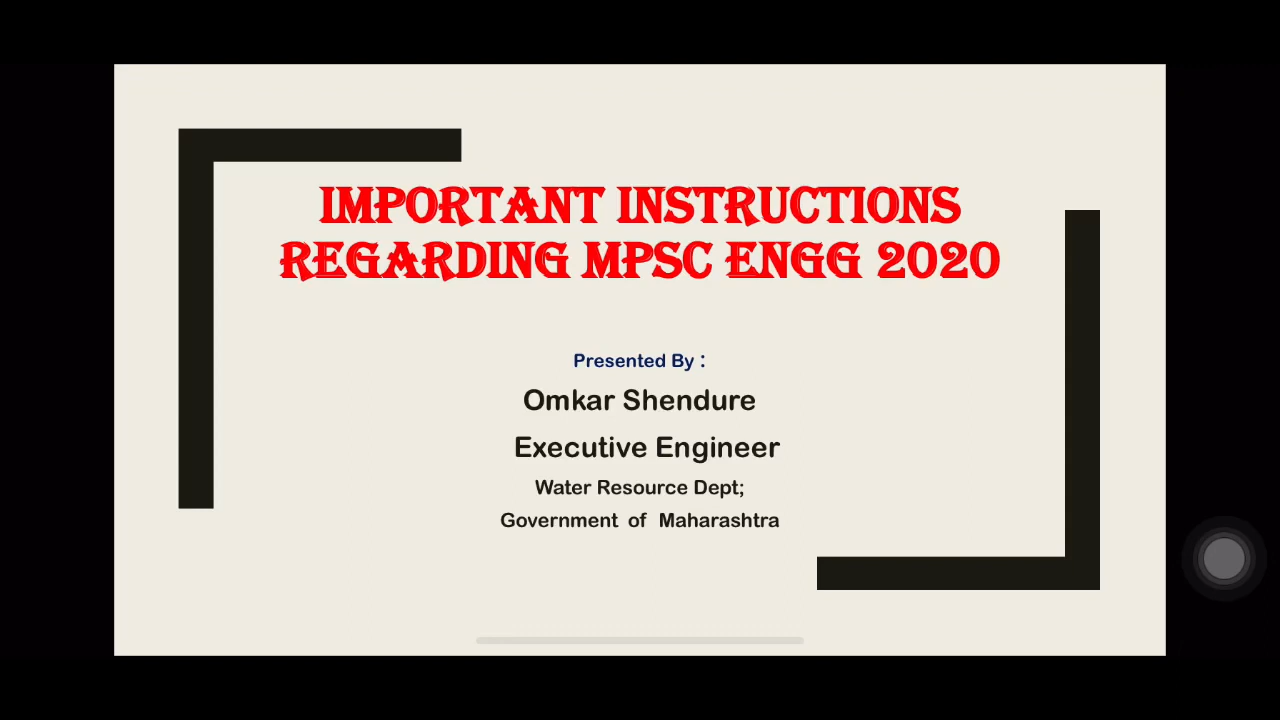 IMPORTANT INSTRUCTIONS
REGARDING MPSC ENGG 2020
Presented By :
Omkar Shendure
Executive Engineer
Water Resource Dept;
Government of Maharashtra